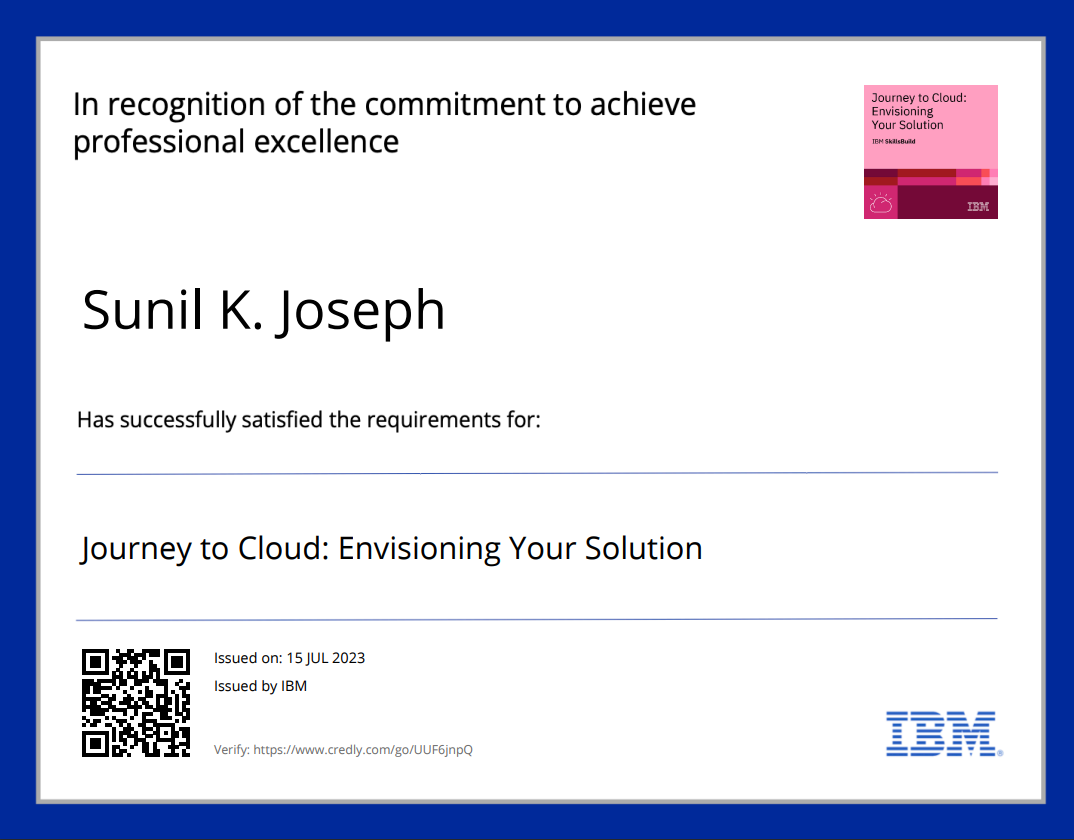 In recognition of the commitment to achieve
professional excellence
Journey to Cloud:
Envisioning
Your Solution
IBM SkillsBuild
IBM
Sunil K. Joseph
Has successfully satisfied the requirements for:
Journey to Cloud: Envisioning Your Solution
Issued on: 15 JUL 2023
Issued by IBM
Verify: https://www.credly.com/go/UUF6jnpQ
IBM®